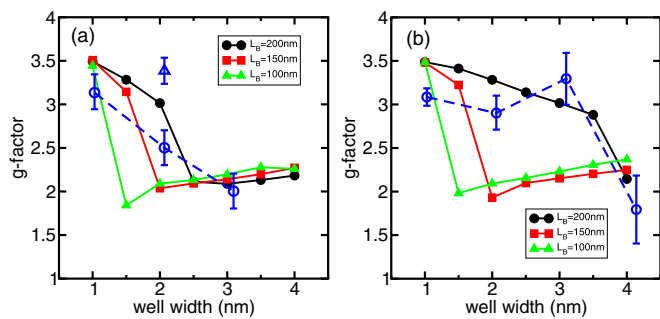 (a)
L_B=200nm
L_B=150nm
L_B=100nm
g-factor
4
3.5
3
2.5
2
1.5
1
1 2 3 4
well width (nm)
(b)
L_B=200nm
L_B=150nm
L_B=100nm
g-factor
4
3.5
3
2.5
2
1.5
1
1 2 3 4
well width (nm)